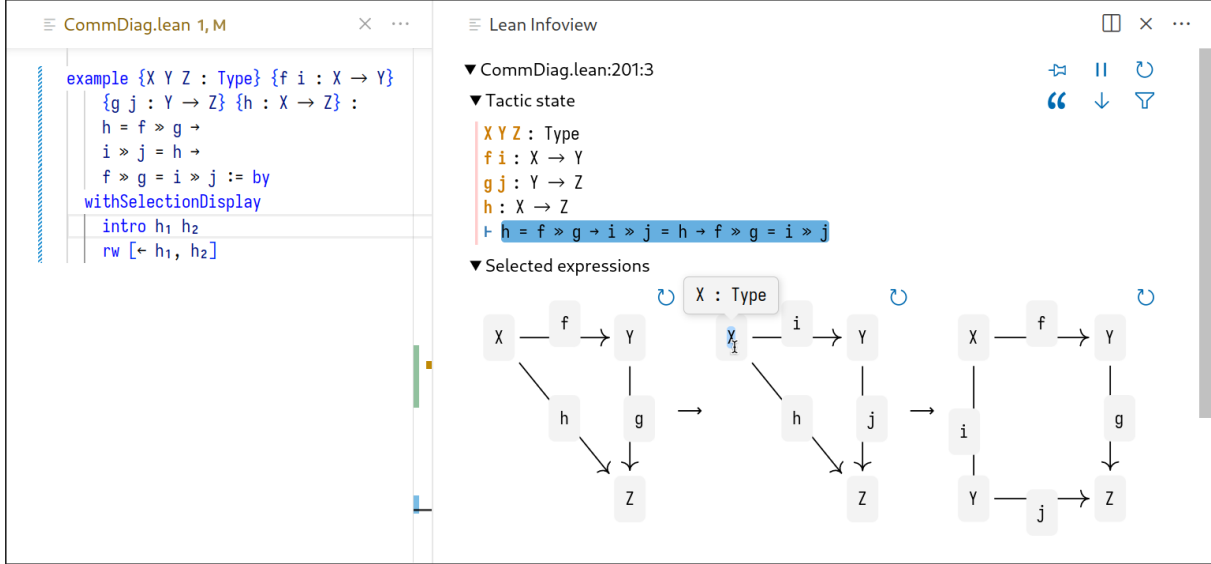 CommDiag.lean 1, M
example {X Y Z : Type} {f i : X → Y}
{g j : Y → Z} {h : X → Z} :
h = f ≫ g →
i ≫ j = h →
f ≫ g = i ≫ j := by
withSelectionDisplay
intro h₁ h₂
rw [← h₁, h₂]
Lean Infoview
CommDiag.lean:201:3
Tactic state
X Y Z : Type
f i : X → Y
g j : Y → Z
h : X → Z
⊢ h = f ≫ g → i ≫ j = h → f ≫ g = i ≫ j
Selected expressions
X : Type
X f Y
h g
Z
→
X i Y
h j
Z
→
X f Y
i g
Y j Z